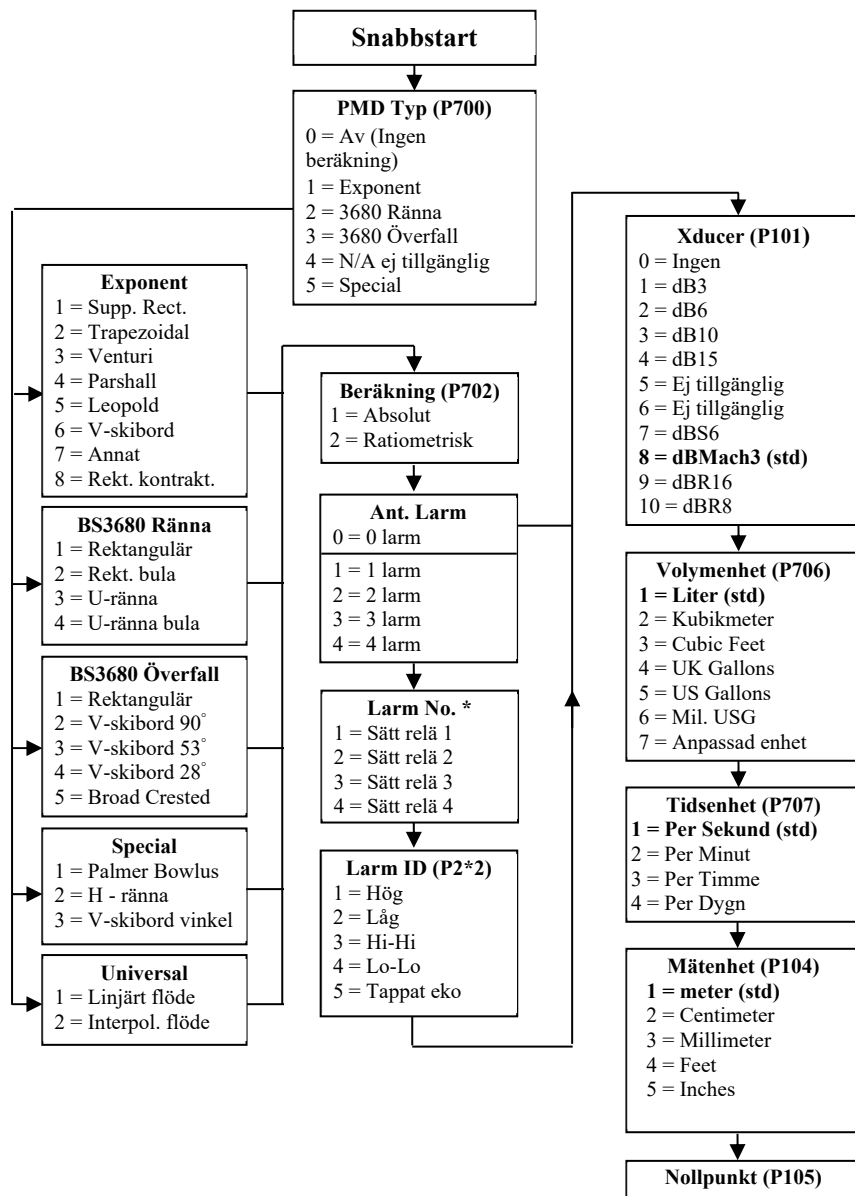 Snabbstart
PMD Typ (P700)
0 = Av (Ingen
beräkning)
1 = Exponent
2 = 3680 Ränna
3 = 3680 Överfall
4 = N/A ej tillgänglig
5 = Special
Exponent
1 = Supp. Rect.
2 = Trapezoidal
3 = Venturi
4 = Parshall
5 = Leopold
6 = V-skibord
7 = Annat
8 = Rekt. kontrakt.
BS3680 Ränna
1 = Rektangulär
2 = Rekt. bula
3 = U-ränna
4 = U-ränna bula
BS3680 Överfall
1 = Rektangulär
2 = V-skibord 90°
3 = V-skibord 53°
4 = V-skibord 28°
5 = Broad Crested
Special
1 = Palmer Bowlus
2 = H - ränna
3 = V-skibord vinkel
Universal
1 = Linjärt flöde
2 = Interpol. flöde
Beräkning (P702)
1 = Absolut
2 = Ratiometrisk
Ant. Larm
0 = 0 larm
1 = 1 larm
2 = 2 larm
3 = 3 larm
4 = 4 larm
Larm No. *
1 = Sätt relä 1
2 = Sätt relä 2
3 = Sätt relä 3
4 = Sätt relä 4
Larm ID (P2*2)
1 = Hög
2 = Låg
3 = Hi-Hi
4 = Lo-Lo
5 = Tappat eko
Xducer (P101)
0 = Ingen
1 = dB3
2 = dB6
3 = dB10
4 = dB15
5 = Ej tillgänglig
6 = Ej tillgänglig
7 = dBS6
8 = dBMach3 (std)
9 = dBR16
10 = dBR8
Volymenhet (P706)
1 = Liter (std)
2 = Kubikmeter
3 = Cubic Feet
4 = UK Gallons
5 = US Gallons
6 = Mil. USG
7 = Anpassad enhet
Tidsenhet (P707)
1 = Per Sekund (std)
2 = Per Minut
3 = Per Timme
4 = Per Dygn
Mätenhet (P104)
1 = meter (std)
2 = Centimeter
3 = Millimeter
4 = Feet
5 = Inches
Nollpunkt (P105)